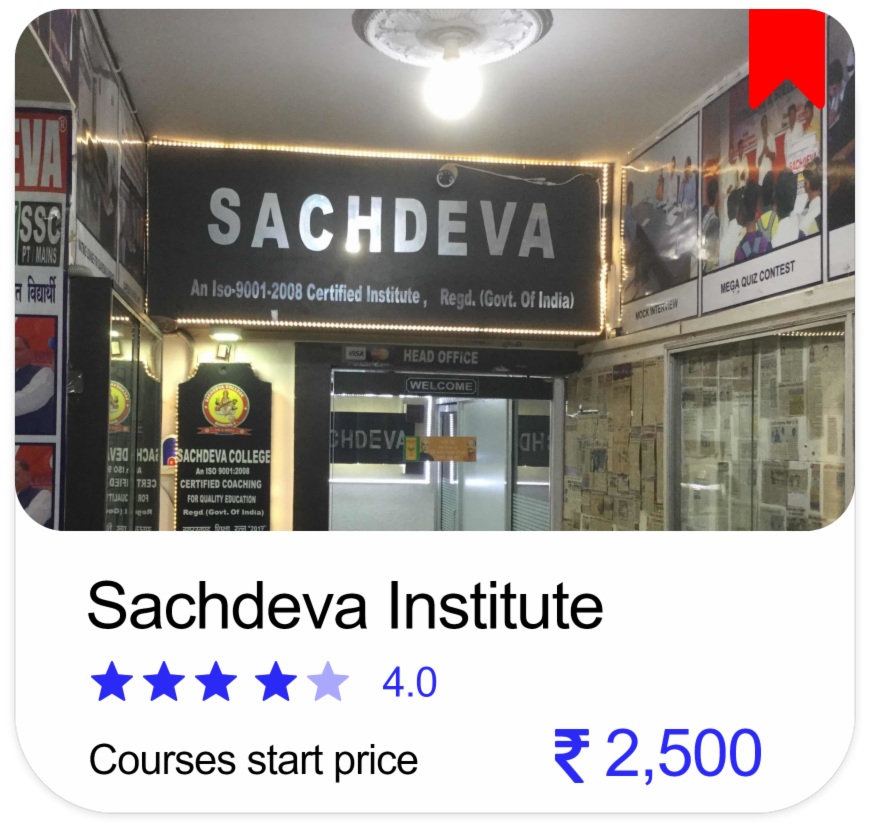 EVA
SSC
PT MAINS
विद्यार्थी
SACHDEVA
An Iso-9001-2008 Certified Institute, Regd. (Govt. Of India)
MOCK INTERVIEW
MEGA QUIZ CONTEST
VISA
HEAD OFFICE
WELCOME
CHDEVA
SACHDEVA COLLEGE
An ISO 9001:2008
CERTIFIED COACHING
FOR QUALITY EDUCATION
Regd.(Govt. Of India)
Sachdeva Institute
4.0
Courses start price
₹ 2,500